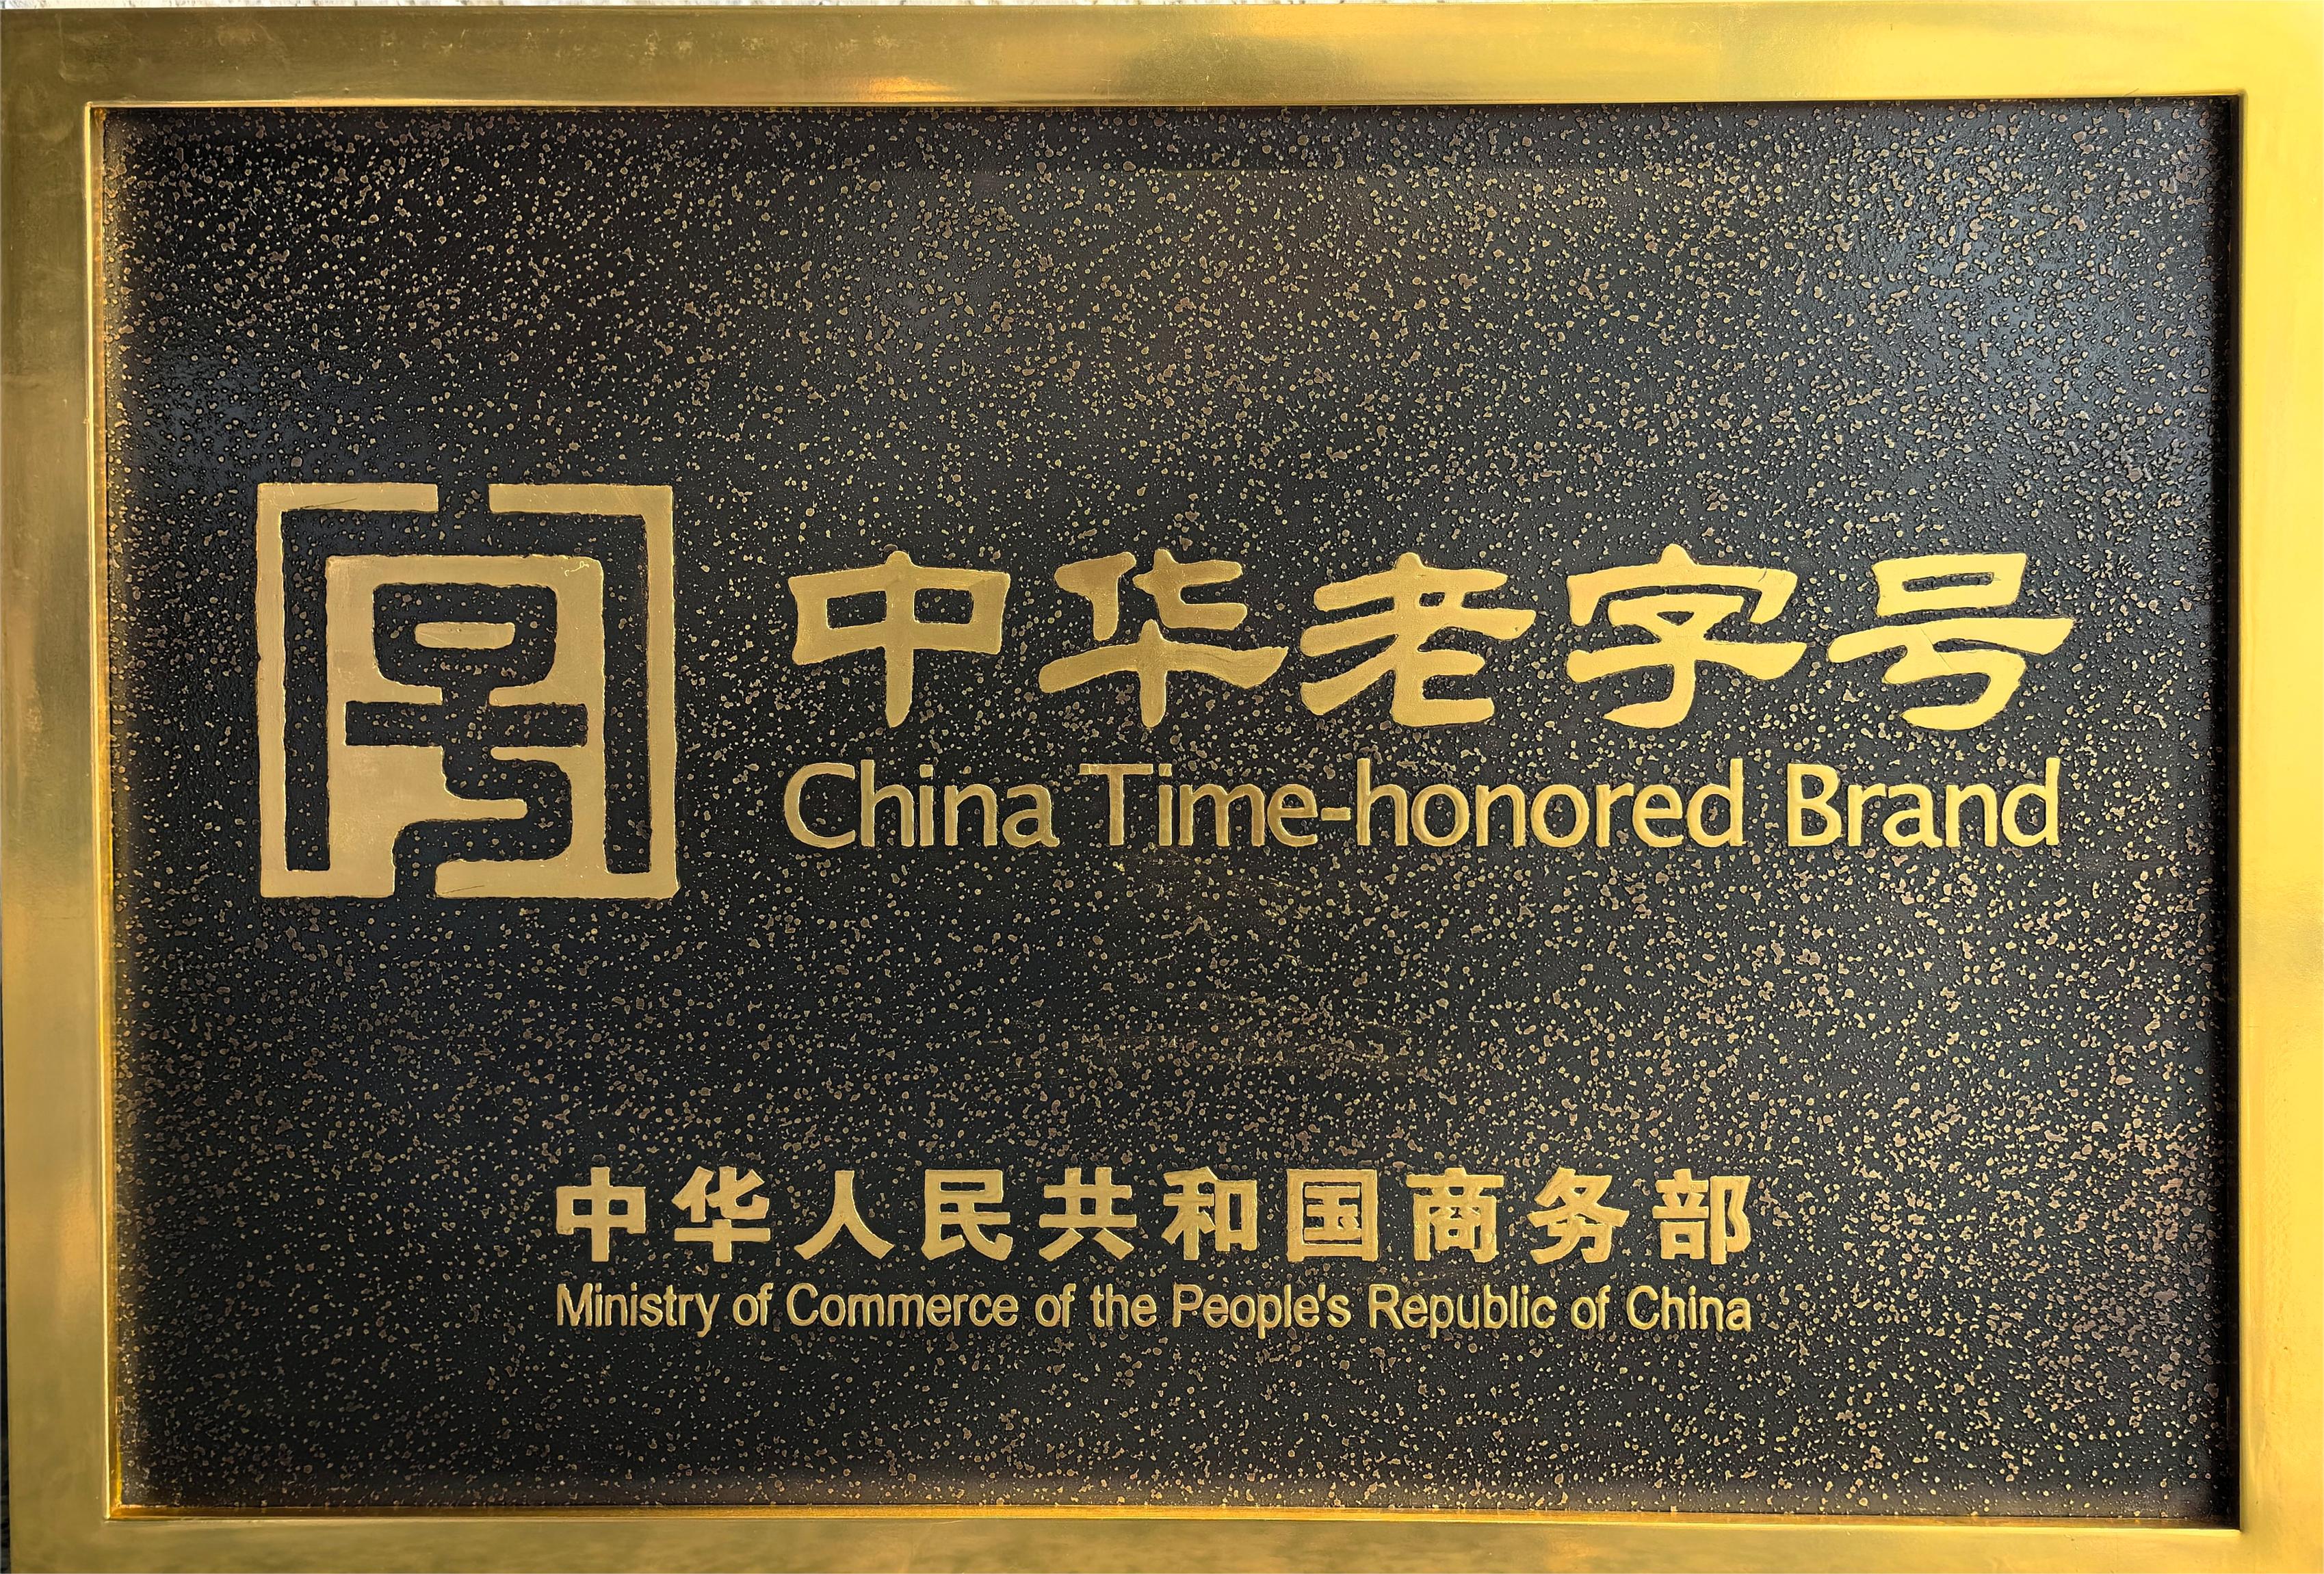 中华老字号
China Time-honored Brand
中华人民共和国商务部
Ministry of Commerce of the People's Republic of China